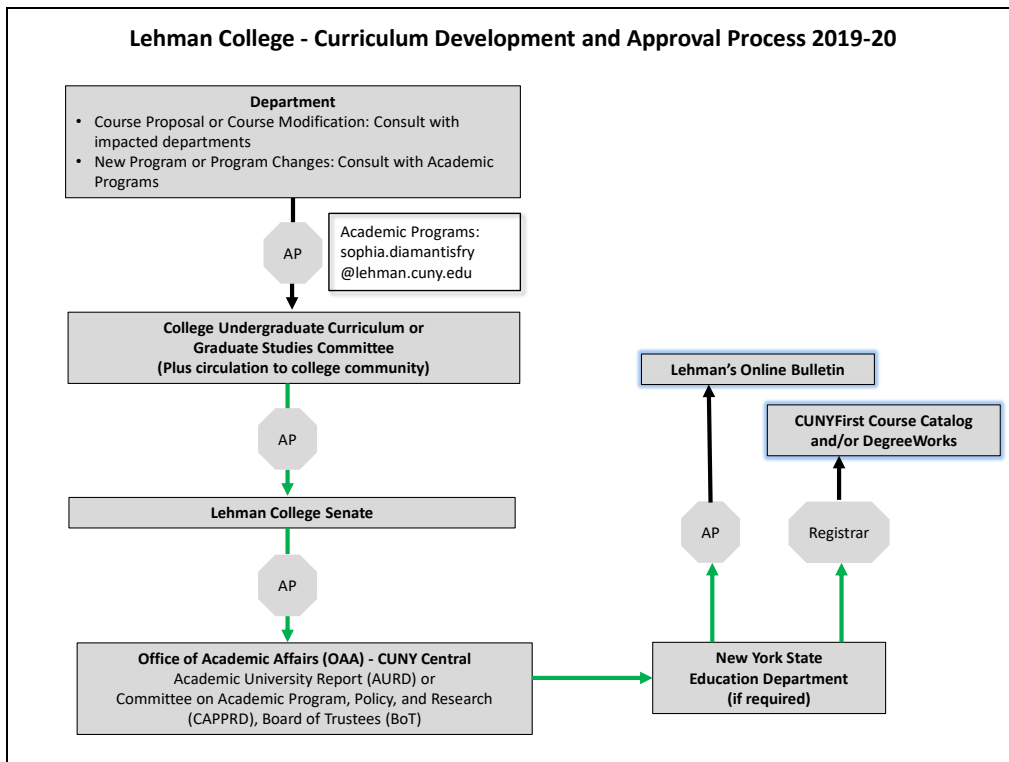 Lehman College - Curriculum Development and Approval Process 2019-20
Department
• Course Proposal or Course Modification: Consult with
impacted departments
• New Program or Program Changes: Consult with Academic
Programs
AP
Academic Programs:
sophia.diamantisfry
@lehman.cuny.edu
College Undergraduate Curriculum or
Graduate Studies Committee
(Plus circulation to college community)
AP
Lehman College Senate
AP
Office of Academic Affairs (OAA) - CUNY Central
Academic University Report (AURD) or
Committee on Academic Program, Policy, and Research
(CAPPRD), Board of Trustees (BoT)
New York State
Education Department
(if required)
AP
Registrar
Lehman's Online Bulletin
CUNYFirst Course Catalog
and/or DegreeWorks